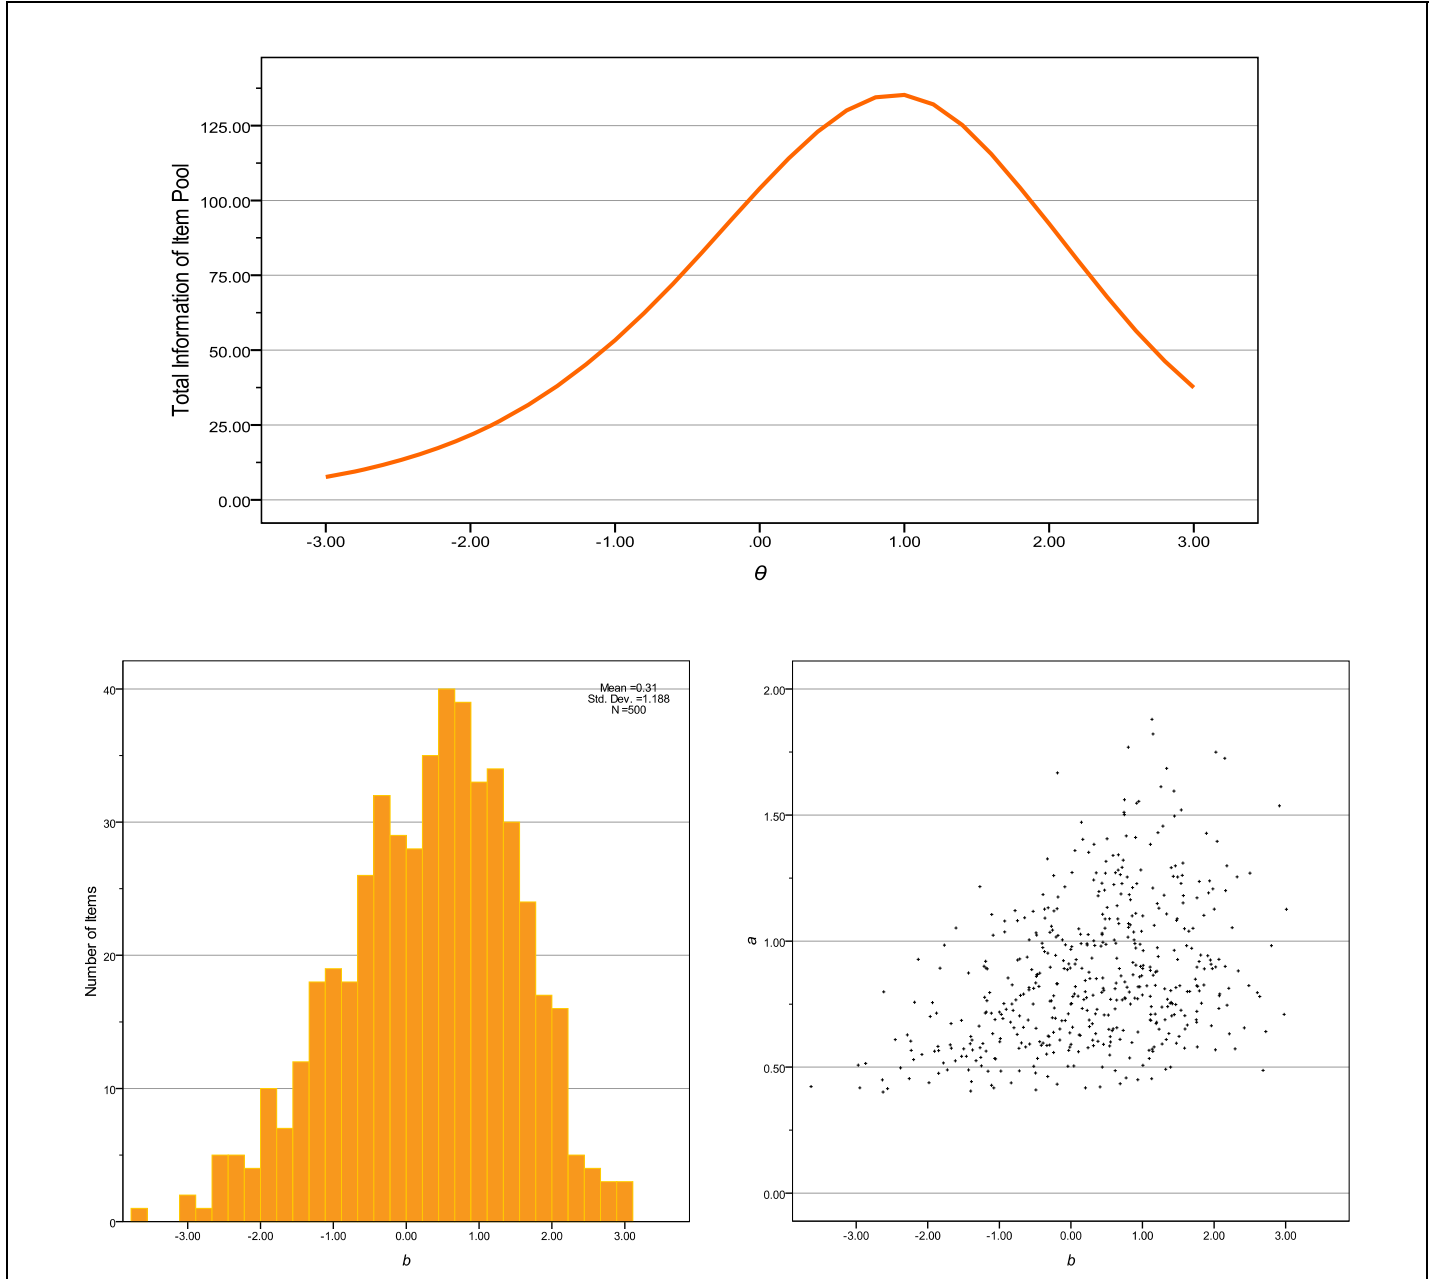 Total Information of Item Pool
125.00
100.00
75.00
50.00
25.00
0.00
-3.00 -2.00 -1.00 .00 1.00 2.00 3.00
θ
Number of Items
40
30
20
10
0
Mean =0.31
Std. Dev. =1.188
N =500
-3.00 -2.00 -1.00 0.00 1.00 2.00 3.00
b
a
2.00
1.50
1.00
0.50
0.00
-3.00 -2.00 -1.00 0.00 1.00 2.00 3.00
b